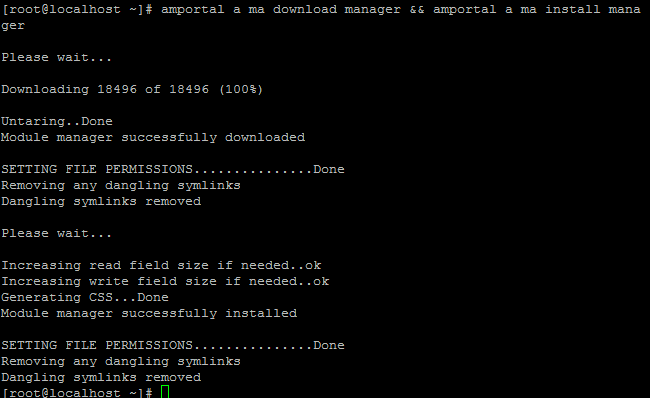 [root@localhost ~]# amportal a ma download manager && amportal a ma install mana
ger
Please wait...
Downloading 18496 of 18496 (100%)
Untaring..Done
Module manager successfully downloaded
SETTING FILE PERMISSIONS...............Done
Removing any dangling symlinks
Dangling symlinks removed
Please wait...
Increasing read field size if needed..ok
Increasing write field size if needed..ok
Generating CSS...Done
Module manager successfully installed
SETTING FILE PERMISSIONS...............Done
Removing any dangling symlinks
Dangling symlinks removed
[root@localhost ~]#